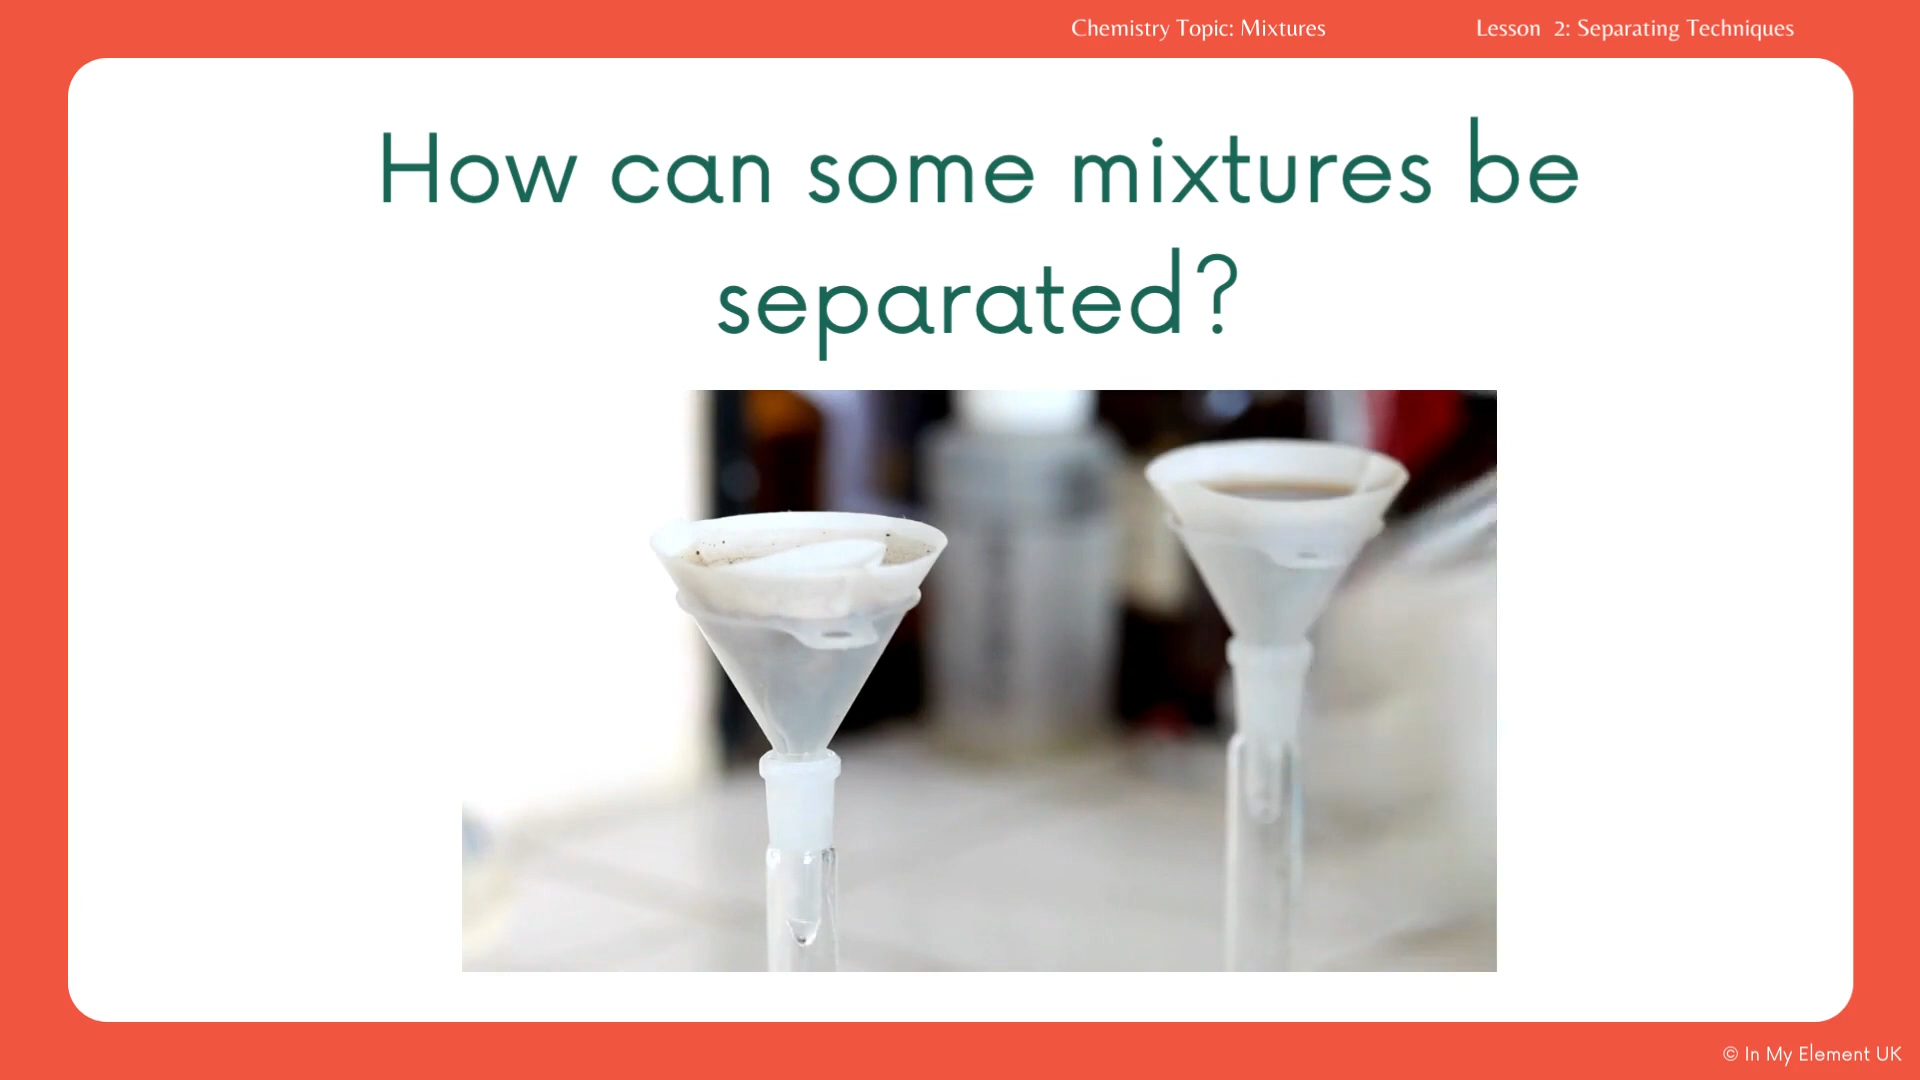 Chemistry Topic: Mixtures
Lesson 2: Separating Techniques
How can some mixtures be
separated?
© In My Element UK